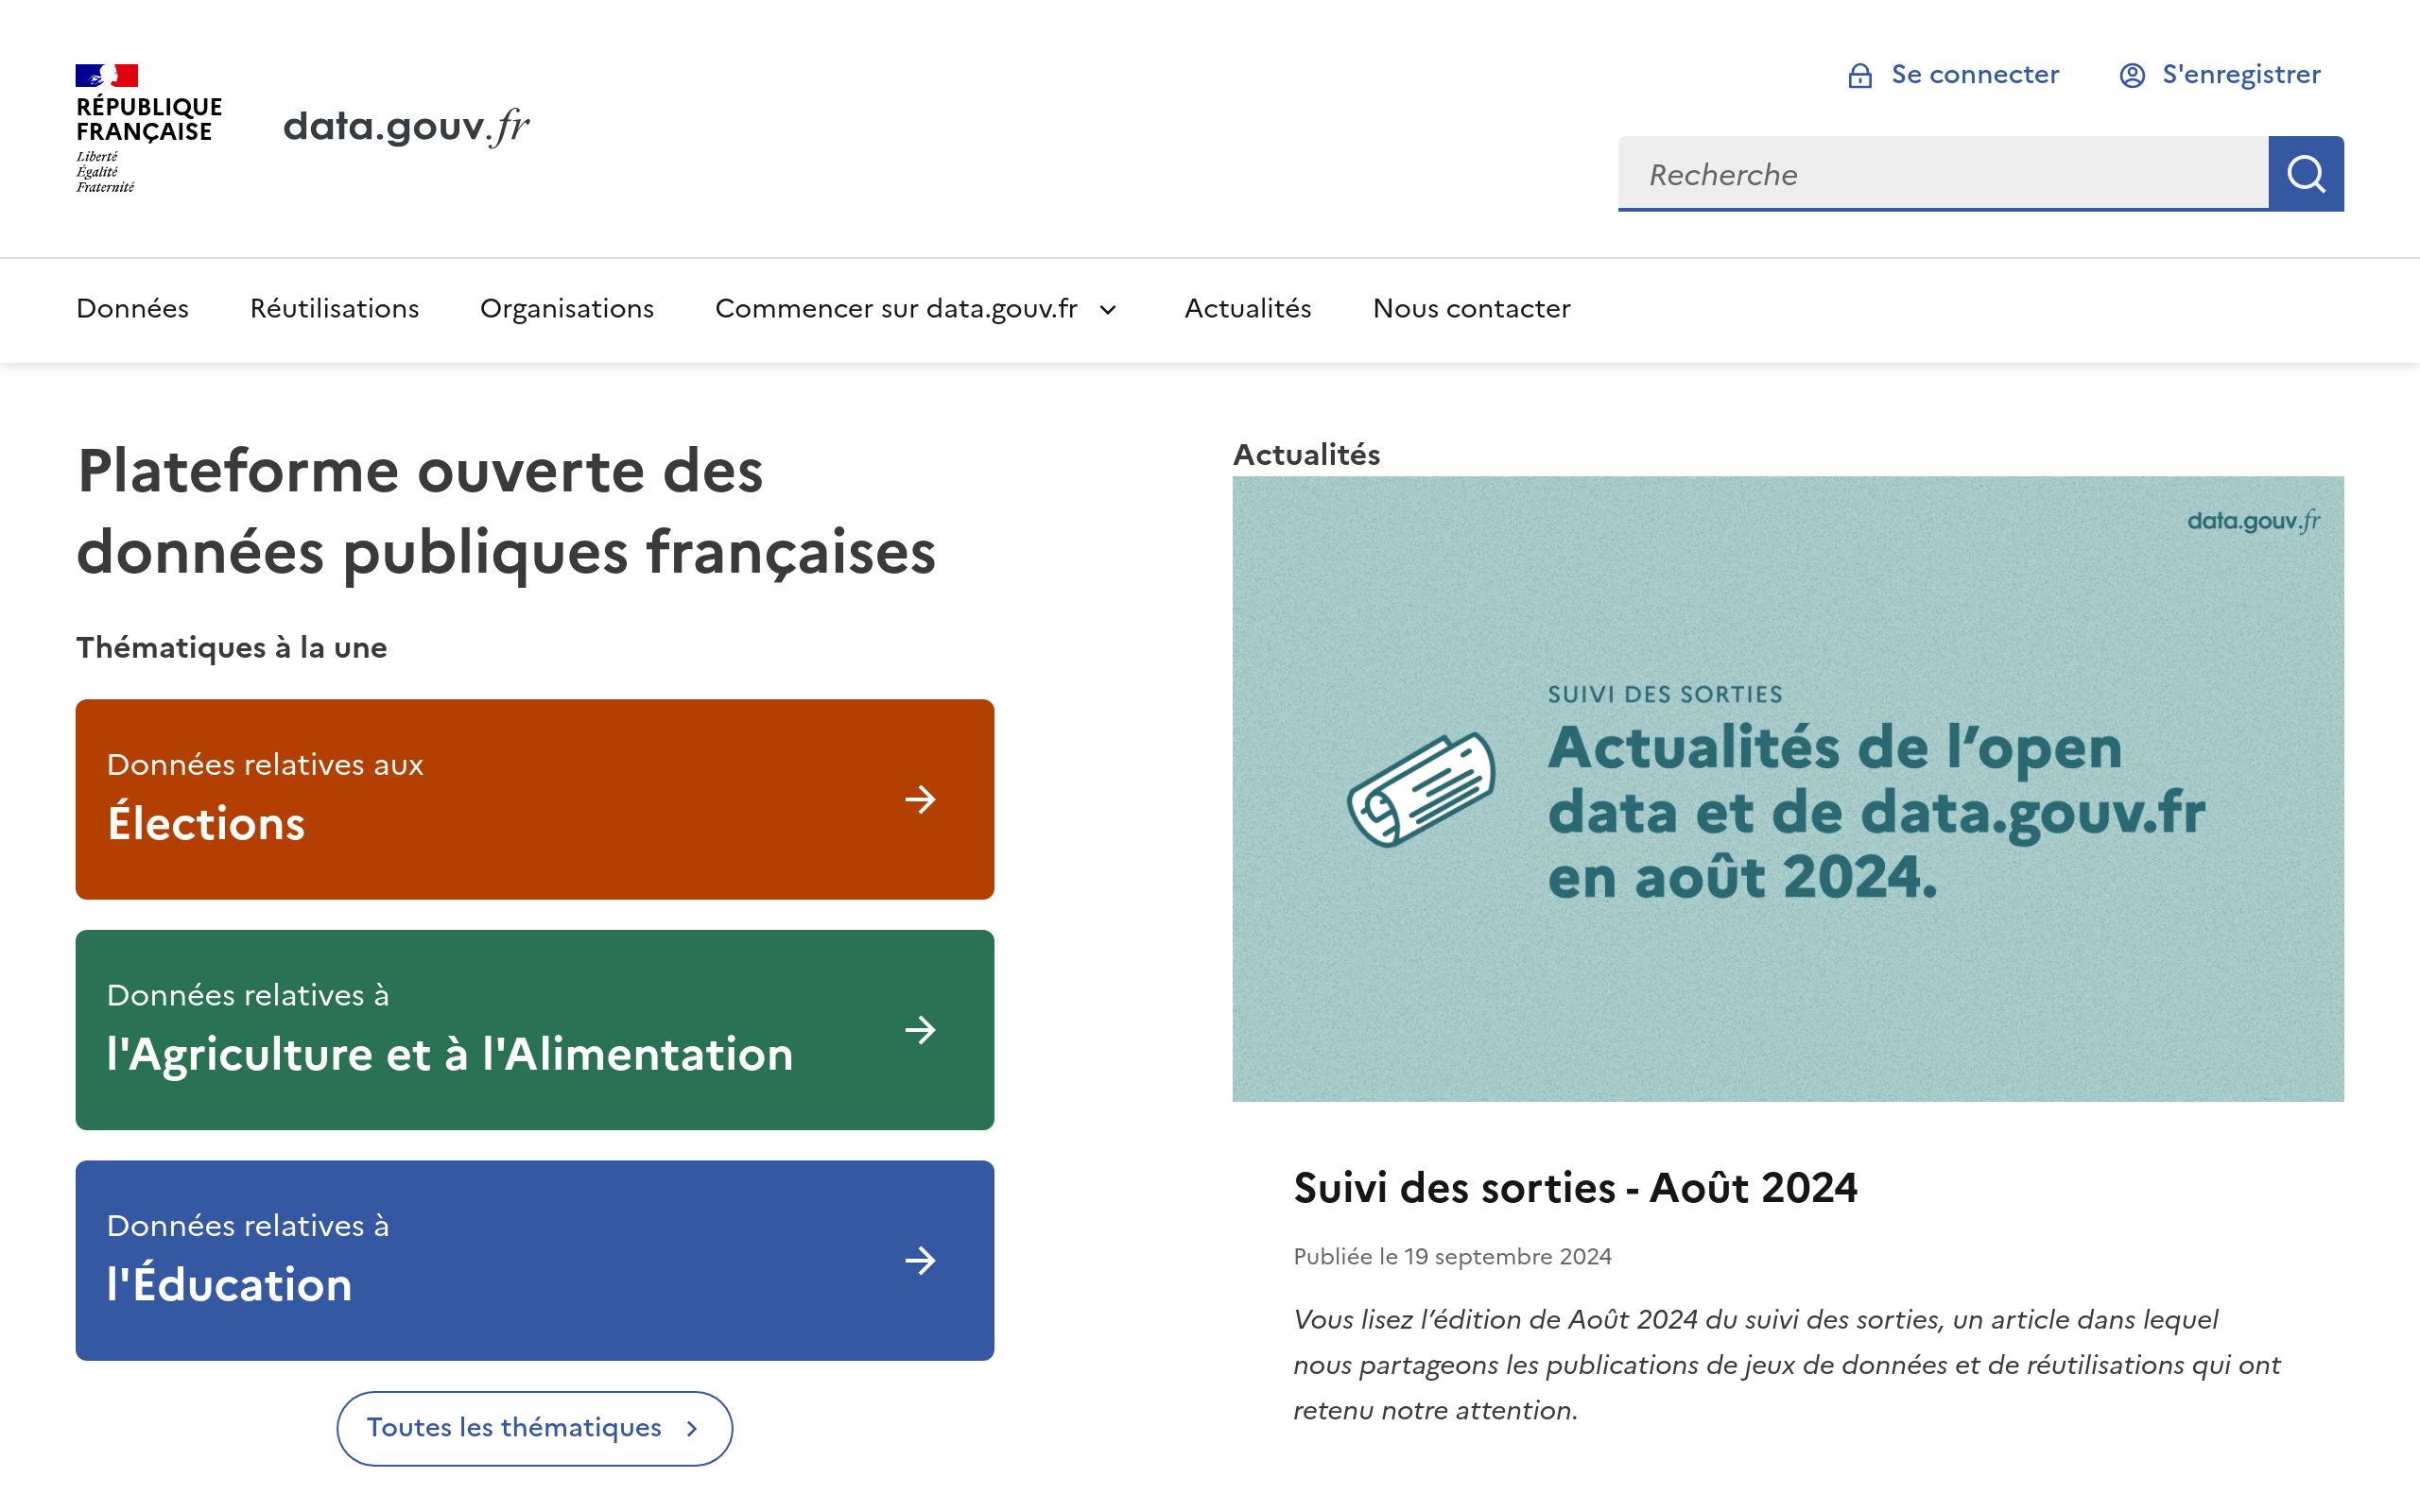 RÉPUBLIQUE
FRANÇAISE
Liberté
Égalité
Fraternité
data.gouv.fr
Se connecter
S'enregistrer
Recherche
Données
Réutilisations
Organisations
Commencer sur data.gouv.fr
Actualités
Nous contacter
Plateforme ouverte des
données publiques françaises
Thématiques à la une
Données relatives aux
Élections
Données relatives à
l'Agriculture et à l'Alimentation
Données relatives à
l'Éducation
Toutes les thématiques
Actualités
data.gouv.fr
SUIVI DES SORTIES
Actualités de l’open
data et de data.gouv.fr
en août 2024.
Suivi des sorties - Août 2024
Publiée le 19 septembre 2024
Vous lisez l’édition de Août 2024 du suivi des sorties, un article dans lequel
nous partageons les publications de jeux de données et de réutilisations qui ont
retenu notre attention.